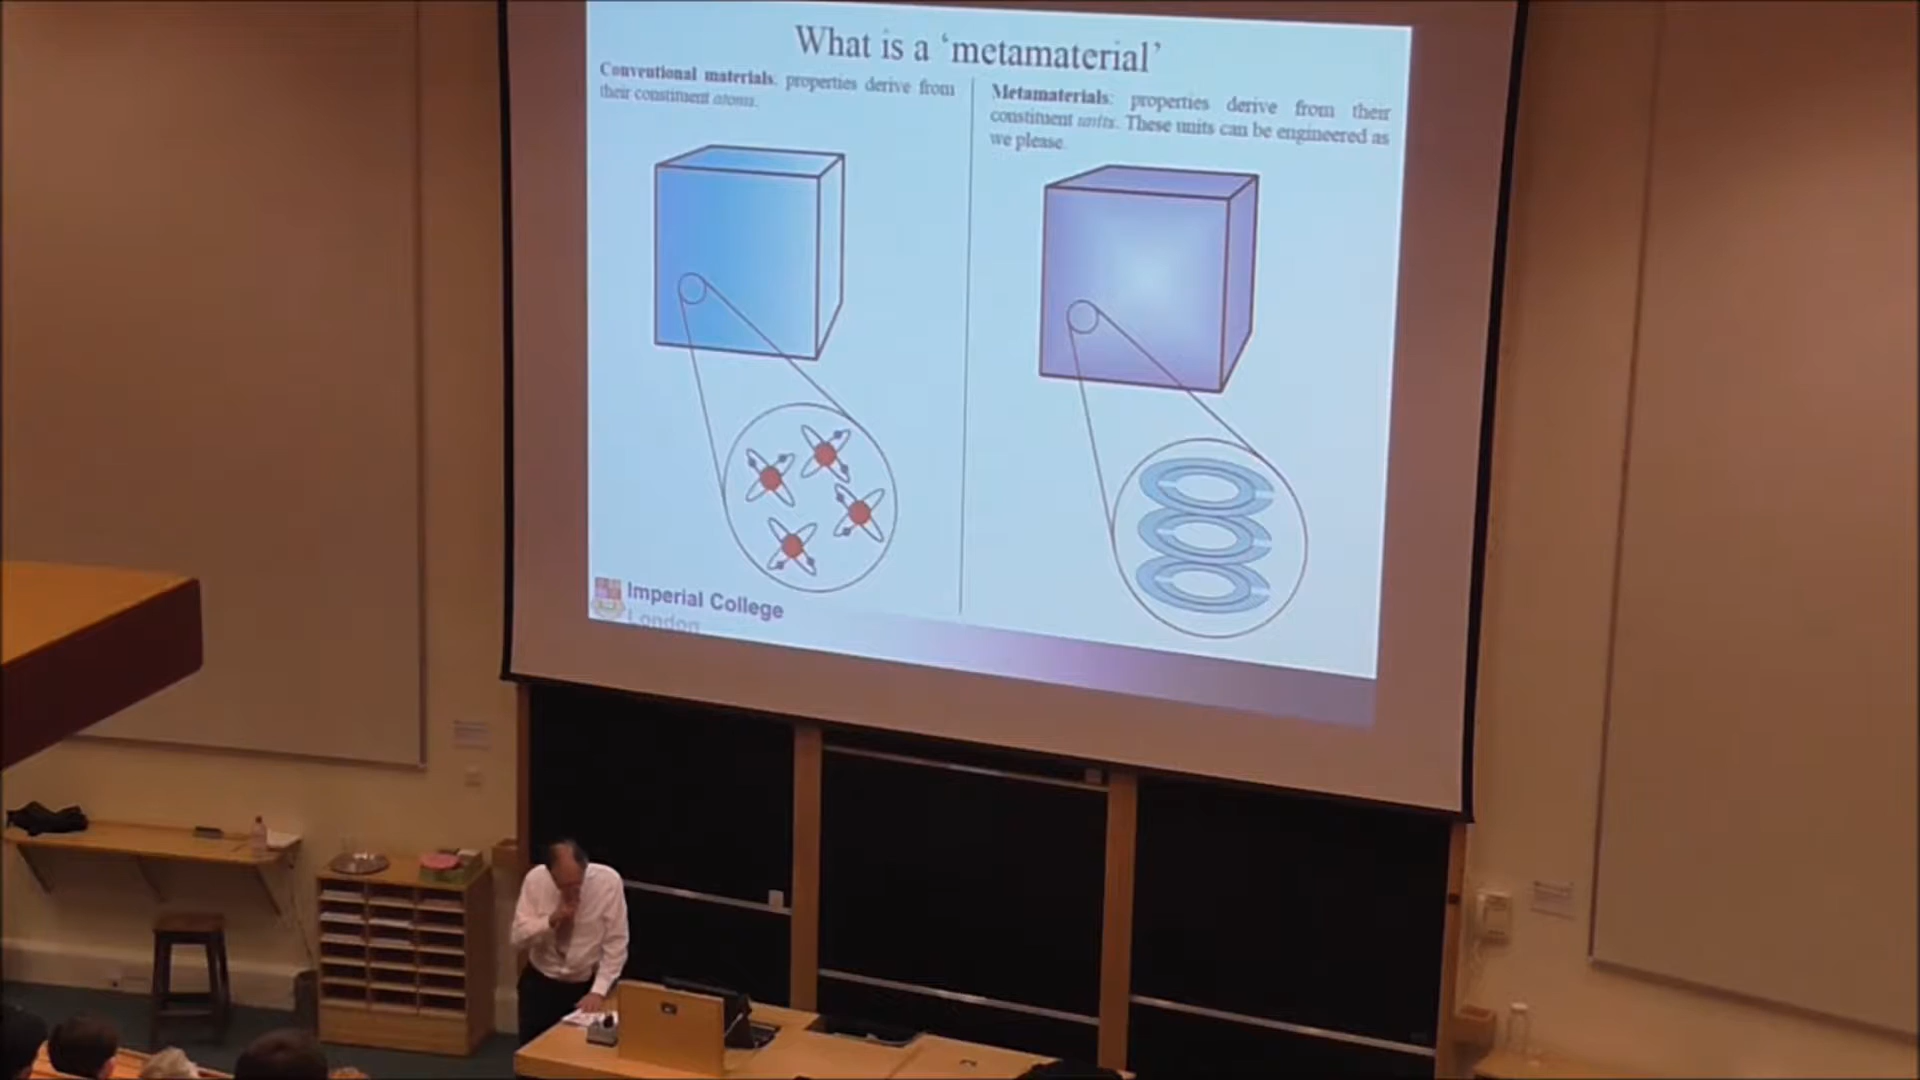 What is a ‘metamaterial’
Conventional materials: properties derive from
their constituent atoms.
Metamaterials: properties derive from their
constituent units. These units can be engineered as
we please.
Imperial College
London